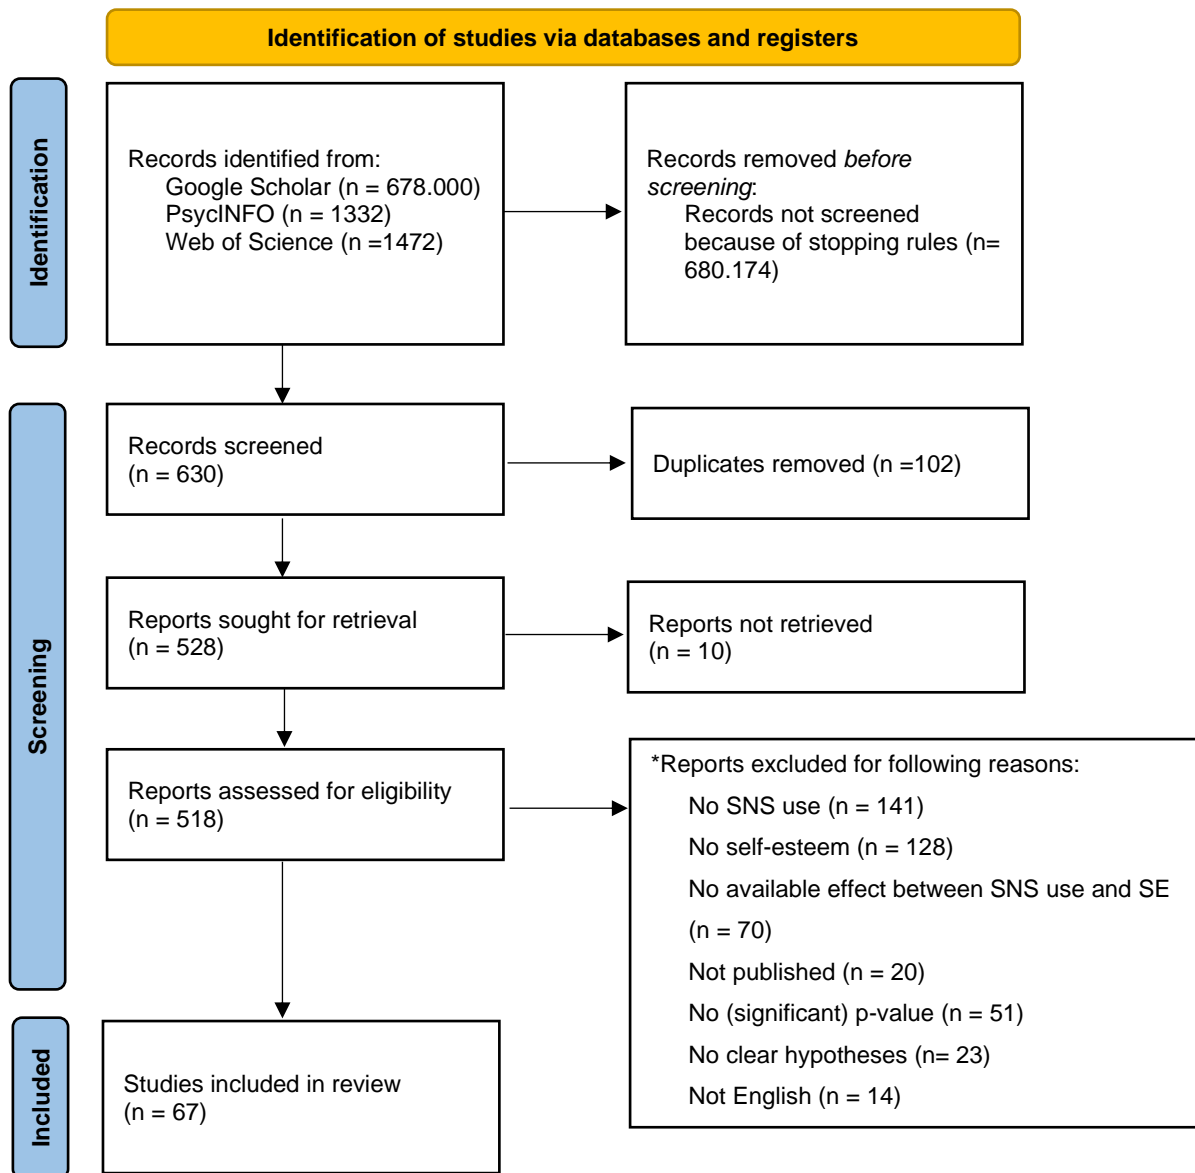 Identification of studies via databases and registers
Identification
Records identified from:
Google Scholar (n = 678.000)
PsycINFO (n = 1332)
Web of Science (n =1472)
Records removed before
screening:
Records not screened
because of stopping rules (n=
680.174)
Screening
Records screened
(n = 630)
Duplicates removed (n =102)
Reports sought for retrieval
(n = 528)
Reports not retrieved
(n = 10)
Reports assessed for eligibility
(n = 518)
*Reports excluded for following reasons:
No SNS use (n = 141)
No self-esteem (n = 128)
No available effect between SNS use and SE
(n = 70)
Not published (n = 20)
No (significant) p-value (n = 51)
No clear hypotheses (n= 23)
Not English (n = 14)
Included
Studies included in review
(n = 67)